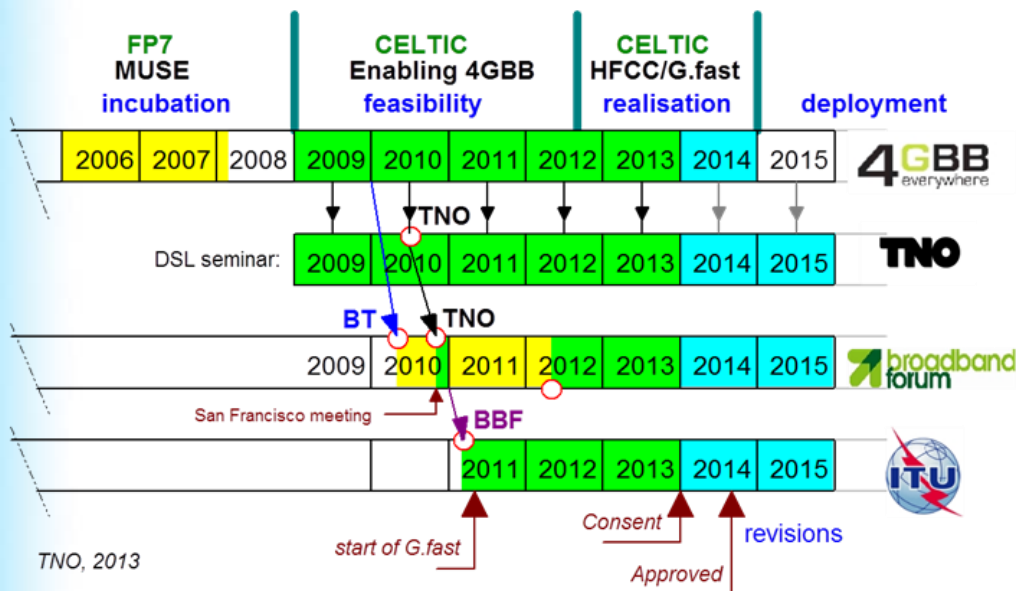 FP7
MUSE
incubation
CELTIC
Enabling 4GBB
feasibility
CELTIC
HFCC/G.fast
realisation
deployment
2006 2007 2008 2009 2010 2011 2012 2013 2014 2015
4GBB
everywhere
TNO
DSL seminar: 2009 2010 2011 2012 2013 2014 2015
TNO
BT
TNO
2009 2010 2011 2012 2013 2014 2015
broadband
forum
San Francisco meeting
BBF
2011 2012 2013 2014 2015
ITU
start of G.fast
Consent
Approved
revisions
TNO, 2013